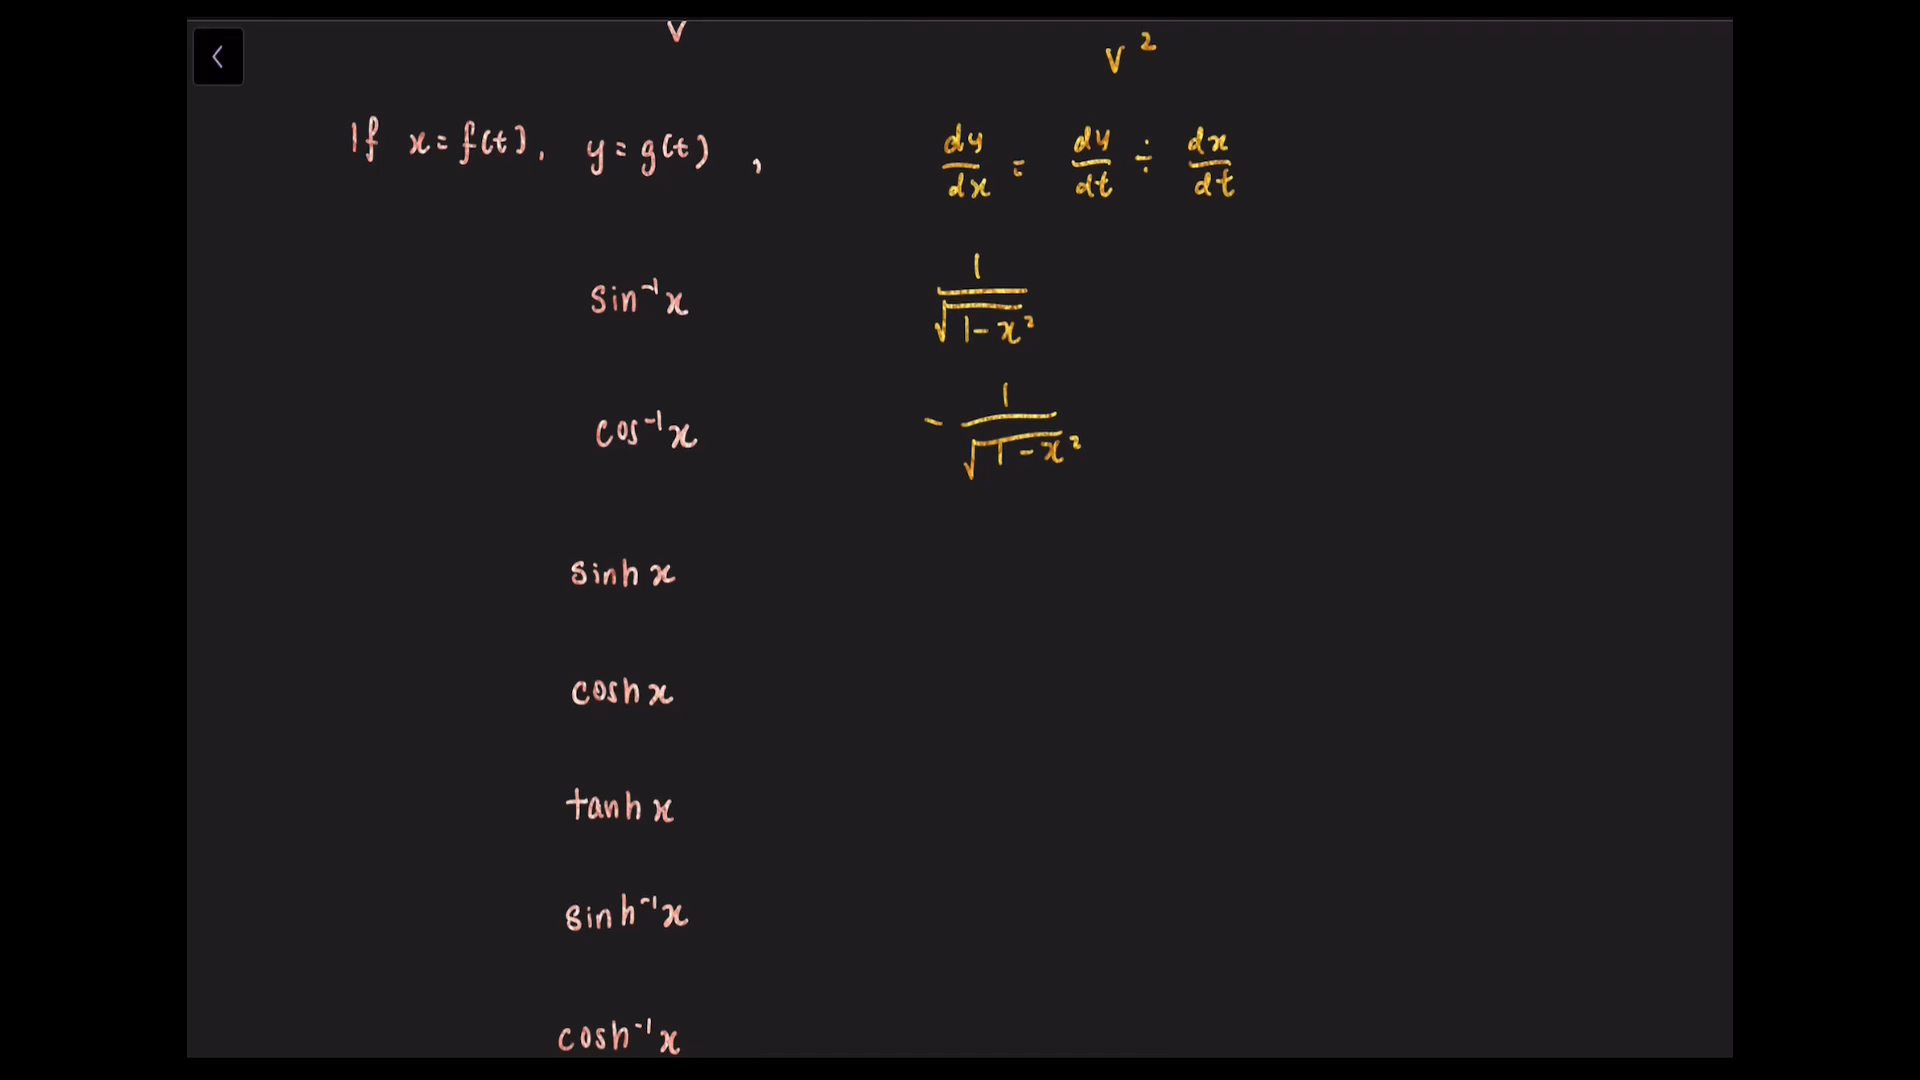 v
v²
If x = f(t), y = g(t) , dy/dx = dy/dt ÷ dx/dt
sin⁻¹x 1/√(1-x²)
cos⁻¹x - 1/√(1-x²)
sinh x
cosh x
tanh x
sinh⁻¹x
cosh⁻¹x